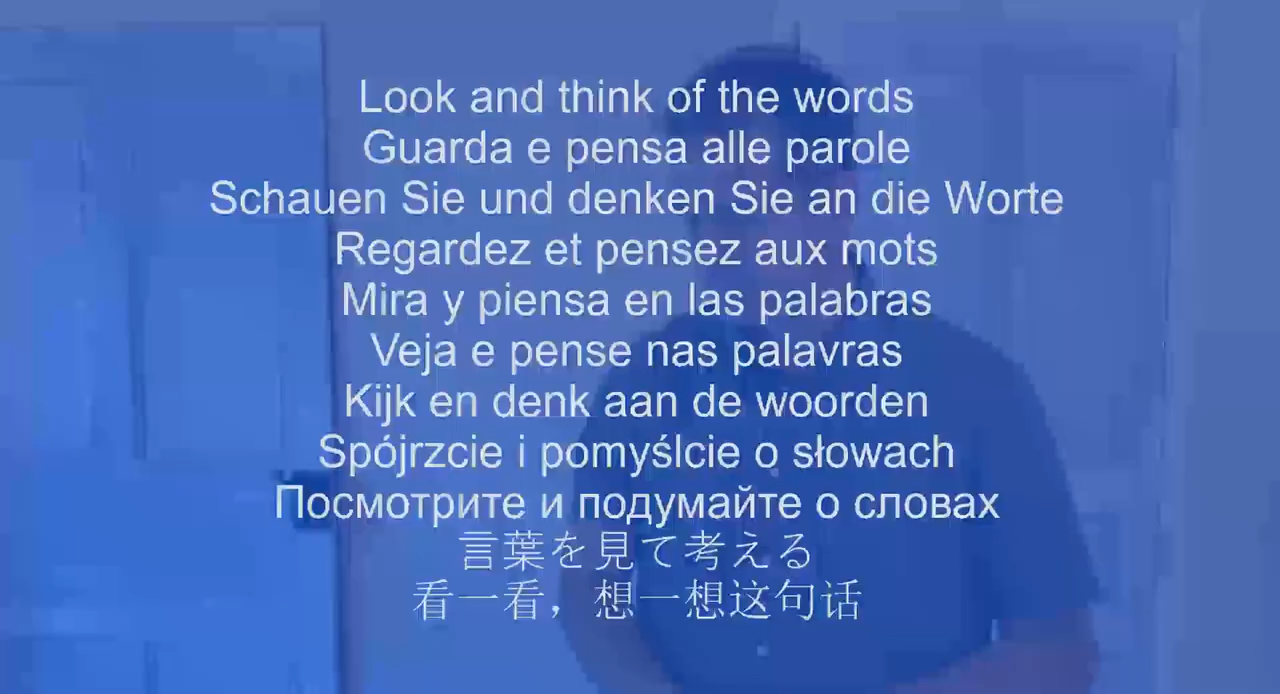 Look and think of the words
Guarda e pensa alle parole
Schauen Sie und denken Sie an die Worte
Regardez et pensez aux mots
Mira y piensa en las palabras
Veja e pense nas palavras
Kijk en denk aan de woorden
Spójrzcie i pomyślcie o słowach
Посмотрите и подумайте о словах
言葉を見て考える
看一看，想一想这句话